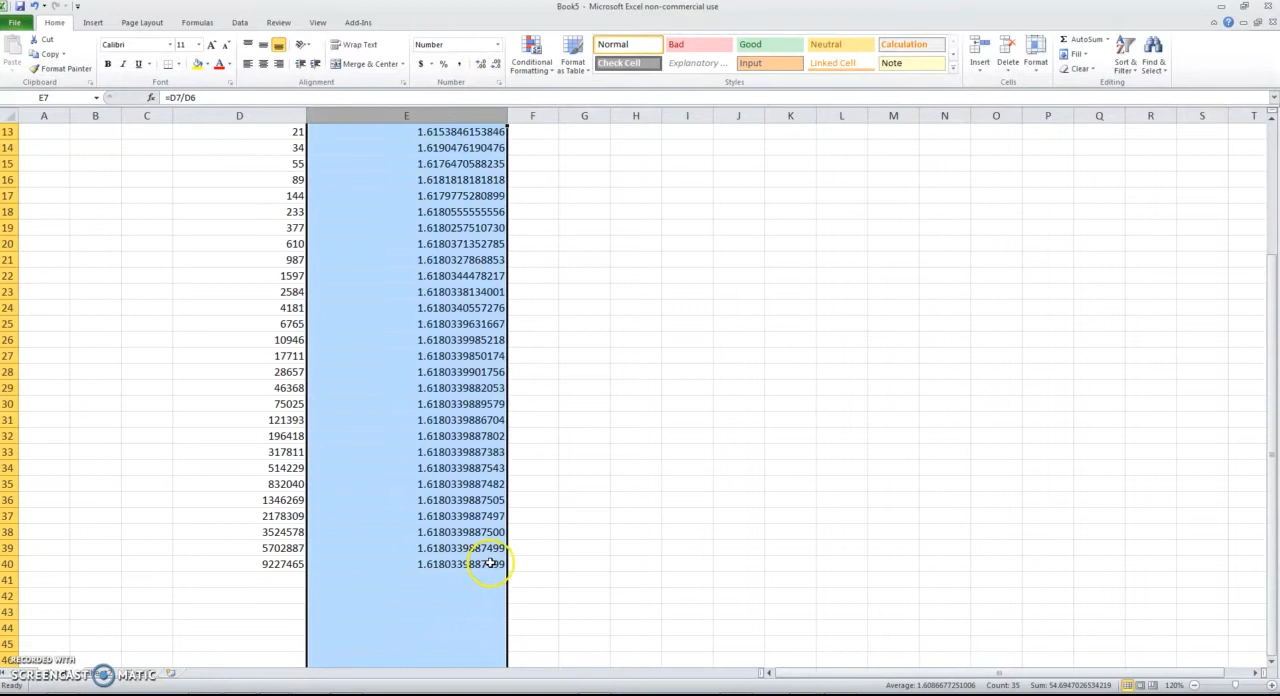 Book5 - Microsoft Excel non-commercial use
File Home Insert Page Layout Formulas Data Review View Add-Ins
Paste Cut Copy Format Painter Clipboard
Calibri 11 B I U Font
Wrap Text Merge & Center Alignment
Number $ % , Number
Conditional Formatting Format as Table
Normal Bad Good Neutral Calculation
Check Cell Explanatory ... Input Linked Cell Note
Styles
Insert Delete Format Cells
AutoSum Fill Clear Sort & Filter Find & Select Editing
E7 fx =D7/D6
A B C D E F G H I J K L M N O P Q R S T
13 21 1.6153846153846
14 34 1.6190476190476
15 55 1.6176470588235
16 89 1.6181818181818
17 144 1.6179775280899
18 233 1.6180555555556
19 377 1.6180257510730
20 610 1.6180371352785
21 987 1.6180327868853
22 1597 1.6180344478217
23 2584 1.6180338134001
24 4181 1.6180340557276
25 6765 1.6180339631667
26 10946 1.6180339985218
27 17711 1.6180339850174
28 28657 1.6180339901756
29 46368 1.6180339882053
30 75025 1.6180339889579
31 121393 1.6180339886704
32 196418 1.6180339887802
33 317811 1.6180339887383
34 514229 1.6180339887543
35 832040 1.6180339887482
36 1346269 1.6180339887505
37 2178309 1.6180339887497
38 3524578 1.6180339887500
39 5702887 1.6180339887499
40 9227465 1.6180339887499
41
42
43
44
45
46
RECORDED WITH
SCREENCAST MATIC
Ready Average: 1.6086677251006 Count: 35 Sum: 54.6947026534219 120%